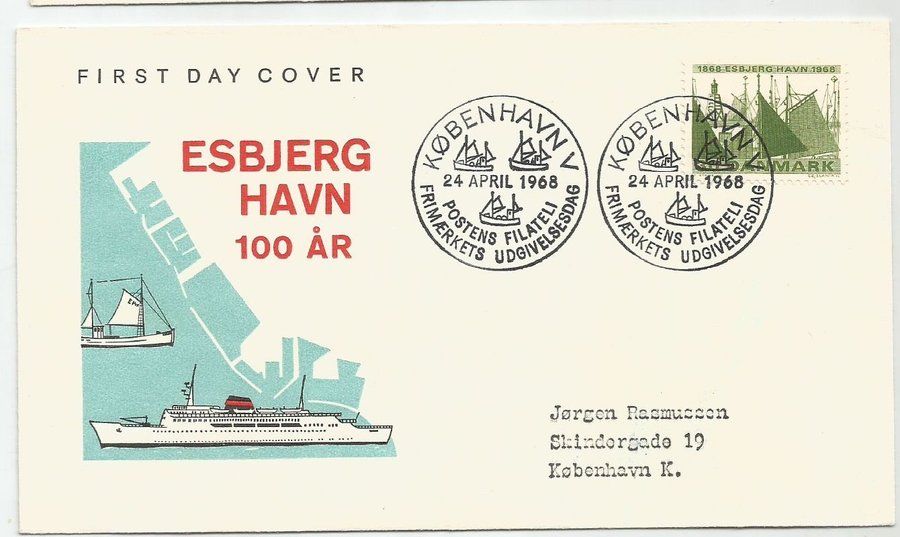 FIRST DAY COVER
ESBJERG
HAVN
100 ÅR
KØBENHAVN V
24 APRIL 1968
POSTENS FILATELI
FRIMÆRKETS UDGIVELSESDAG
KØBENHAVN V
24 APRIL 1968
POSTENS FILATELI
FRIMÆRKETS UDGIVELSESDAG
1868-ESBJERG HAVN-1968
DANMARK
Jørgen Rasmussen
Skindergade 19
København K.